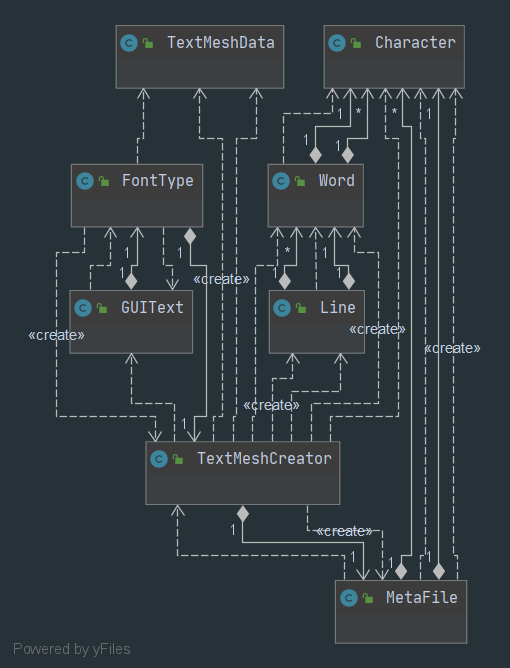 TextMeshData
Character
1
*
*
1
1
1
FontType
Word
1
1
«create»
*
1
1
1
1
GUIText
Line
«create»
«create»
«create»
«create»
1
TextMeshCreator
1
«create»
1
1
1
MetaFile
Powered by yFiles